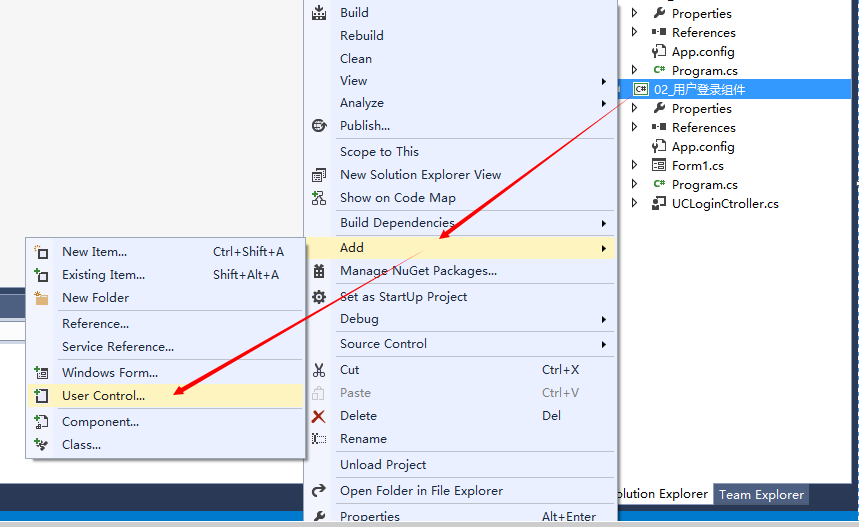 Build
Rebuild
Clean
View
Analyze
Publish...
Scope to This
New Solution Explorer View
Show on Code Map
Build Dependencies
Add
Manage NuGet Packages...
Set as StartUp Project
Debug
Source Control
Cut Ctrl+X
Paste Ctrl+V
Delete Del
Rename
Unload Project
Open Folder in File Explorer
Properties Alt+Enter
New Item... Ctrl+Shift+A
Existing Item... Shift+Alt+A
New Folder
Reference...
Service Reference...
Windows Form...
User Control...
Component...
Class...
Properties
References
App.config
C# Program.cs
C# 02_用户登录组件
Properties
References
App.config
Form1.cs
C# Program.cs
UCLoginCtroller.cs
olution Explorer Team Explorer